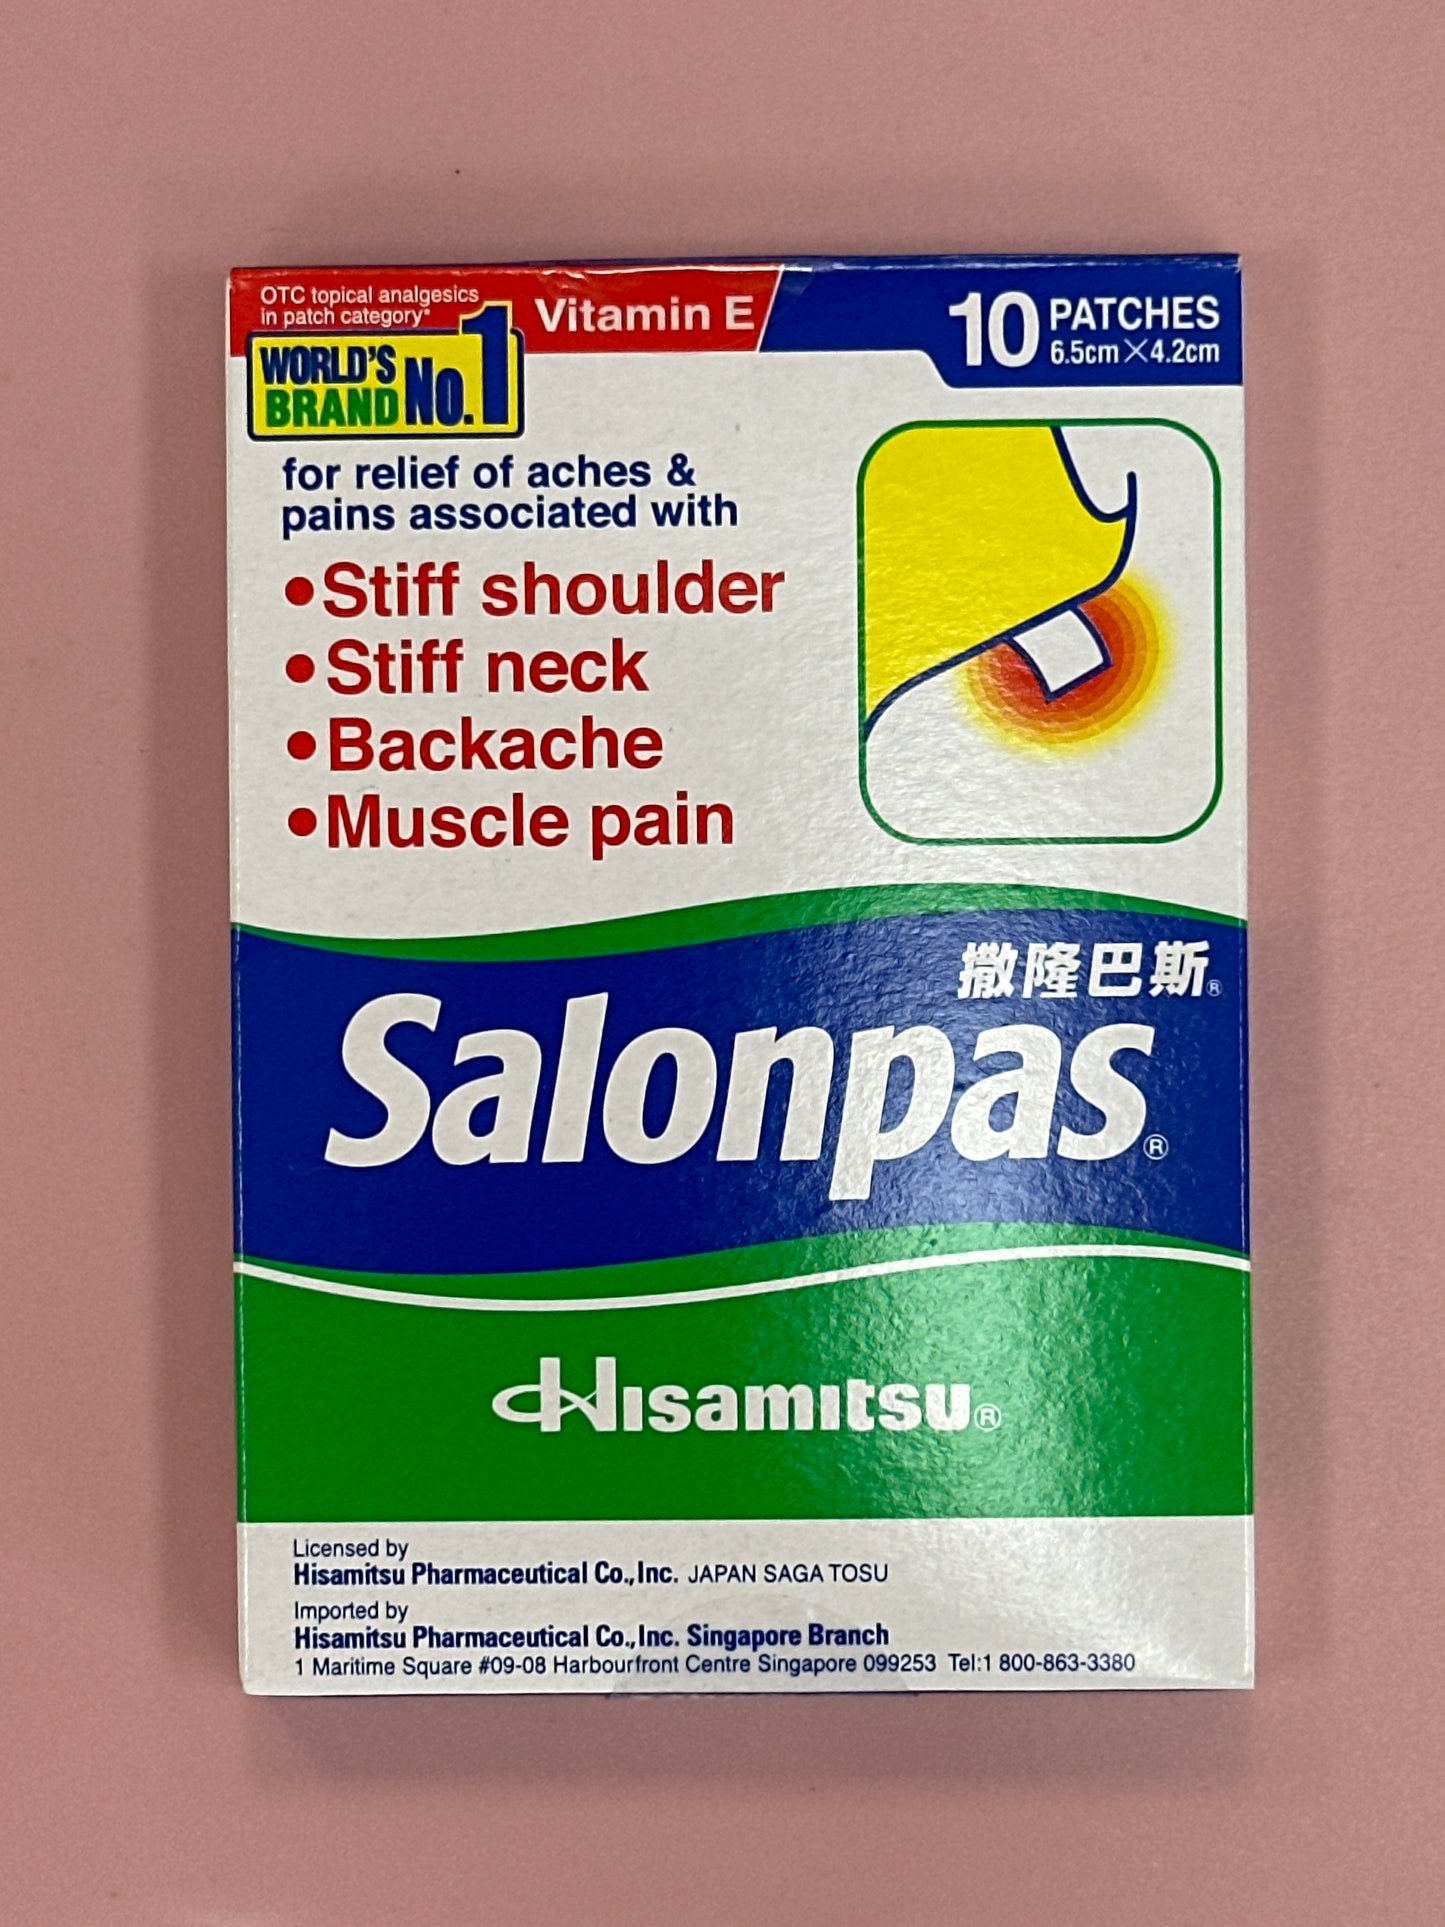 OTC topical analgesics
in patch category*
WORLD'S
BRAND No.1
Vitamin E
10 PATCHES
6.5cm×4.2cm
for relief of aches &
pains associated with
•Stiff shoulder
•Stiff neck
•Backache
•Muscle pain
撒隆巴斯®
Salonpas®
Hisamitsu®
Licensed by
Hisamitsu Pharmaceutical Co.,Inc. JAPAN SAGA TOSU
Imported by
Hisamitsu Pharmaceutical Co.,Inc. Singapore Branch
1 Maritime Square #09-08 Harbourfront Centre Singapore 099253 Tel:1 800-863-3380